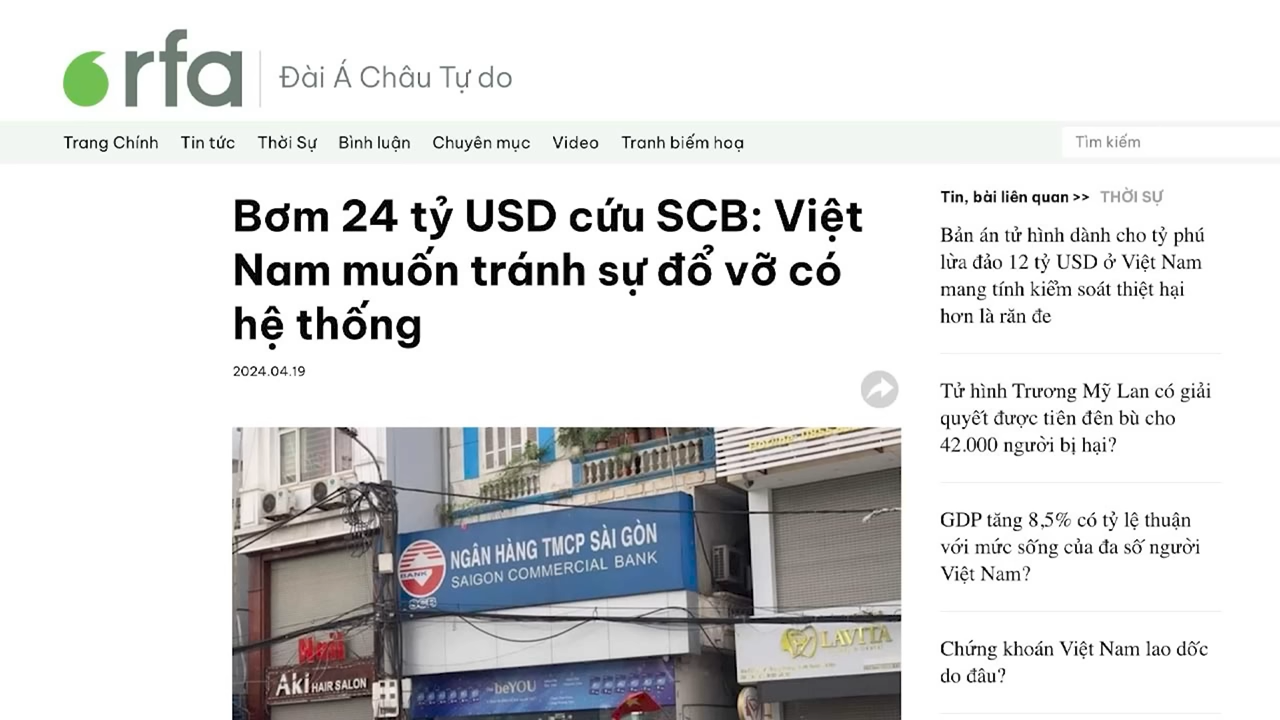 rfa
Đài Á Châu Tự do
Trang Chính Tin tức Thời Sự Bình luận Chuyên mục Video Tranh biếm hoạ
Tìm kiếm
Bơm 24 tỷ USD cứu SCB: Việt
Nam muốn tránh sự đổ vỡ có
hệ thống
2024.04.19
NGÂN HÀNG TMCP SÀI GÒN
SAIGON COMMERCIAL BANK
BANK
SCB
Nail
Aki HAIR SALON
beYOU
LAVITA
Tin, bài liên quan >> THỜI SỰ
Bản án tử hình dành cho tỷ phú
lừa đảo 12 tỷ USD ở Việt Nam
mang tính kiểm soát thiệt hại
hơn là răn đe
Tử hình Trương Mỹ Lan có giải
quyết được tiên đên bù cho
42.000 người bị hại?
GDP tăng 8,5% có tỷ lệ thuận
với mức sống của đa số người
Việt Nam?
Chứng khoán Việt Nam lao dốc
do đâu?